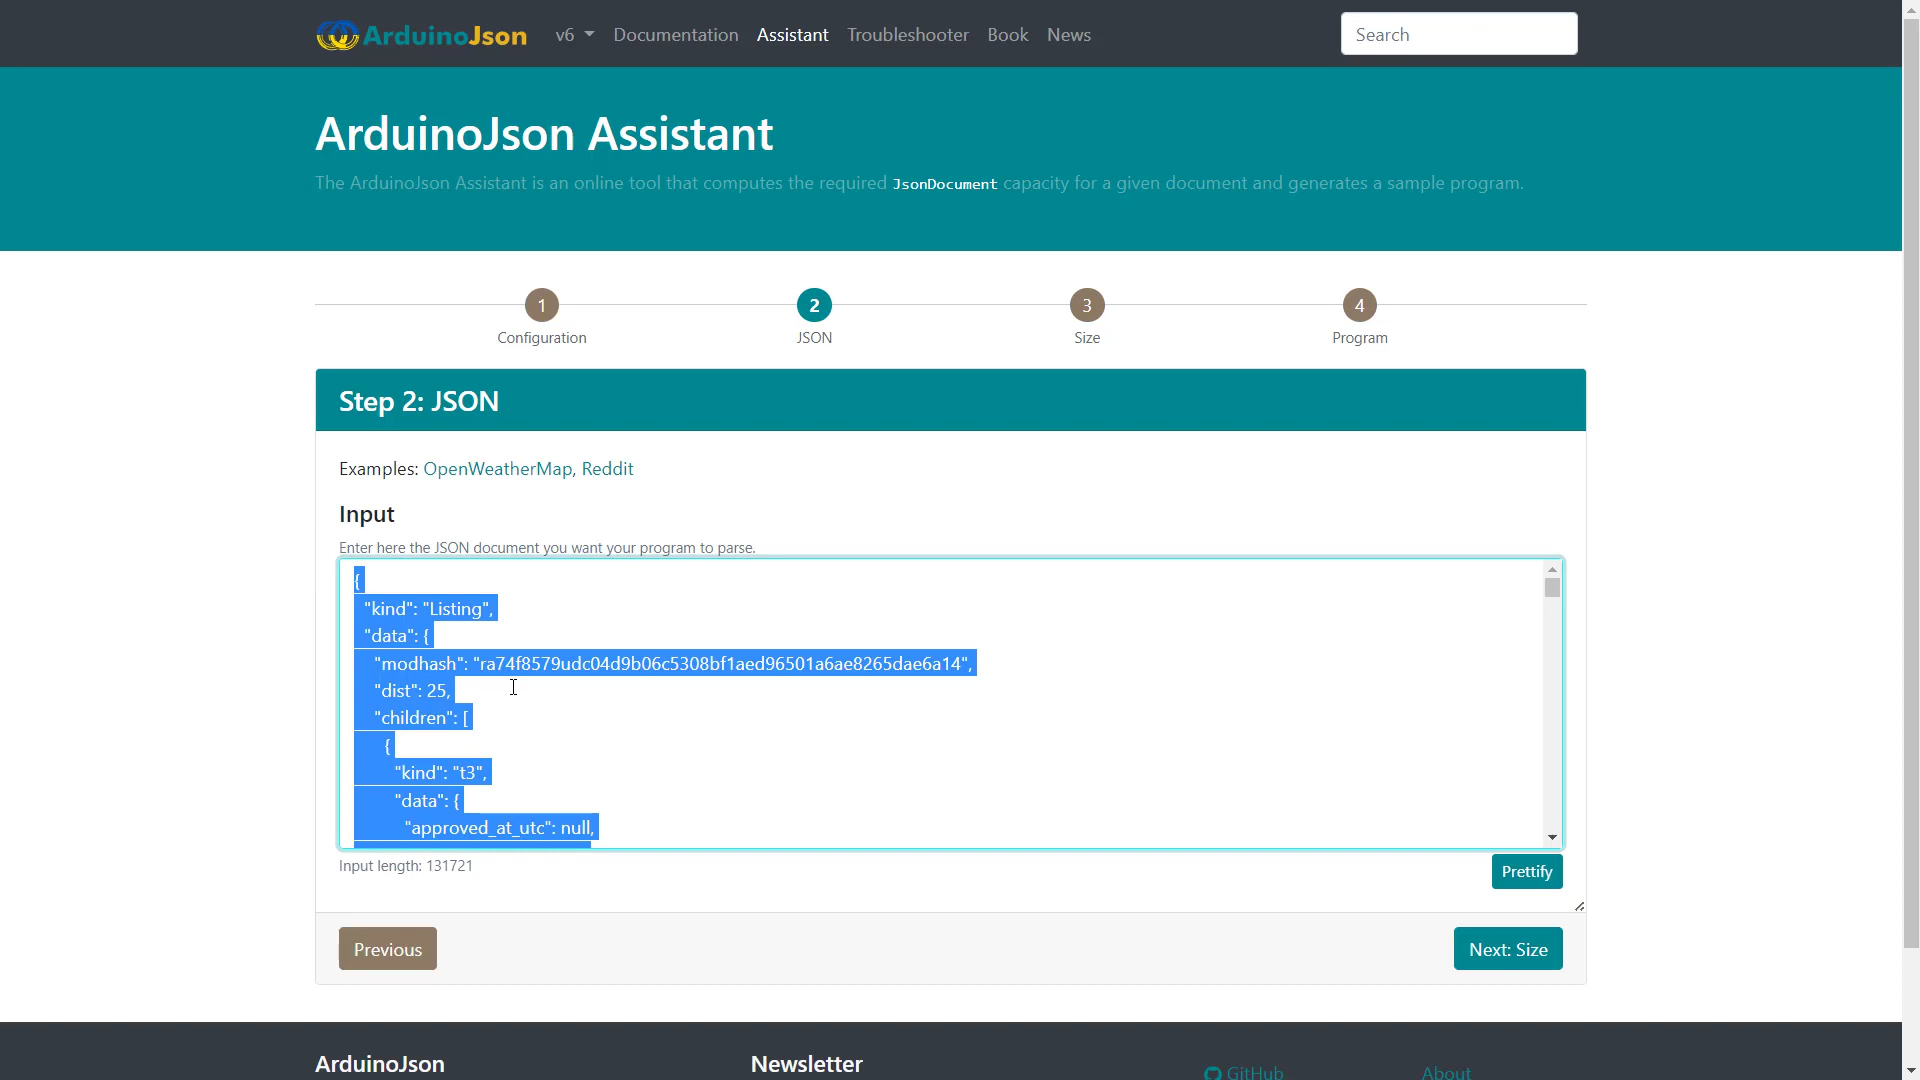 ArduinoJson v6 Documentation Assistant Troubleshooter Book News Search
ArduinoJson Assistant
The ArduinoJson Assistant is an online tool that computes the required JsonDocument capacity for a given document and generates a sample program.
1 2 3 4
Configuration JSON Size Program
Step 2: JSON
Examples: OpenWeatherMap, Reddit
Input
Enter here the JSON document you want your program to parse.
{
"kind": "Listing",
"data": {
"modhash": "ra74f8579udc04d9b06c5308bf1aed96501a6ae8265dae6a14",
"dist": 25,
"children": [
{
"kind": "t3",
"data": {
"approved_at_utc": null,
Input length: 131721
Prettify
Previous
Next: Size
ArduinoJson
Newsletter
GitHub
About